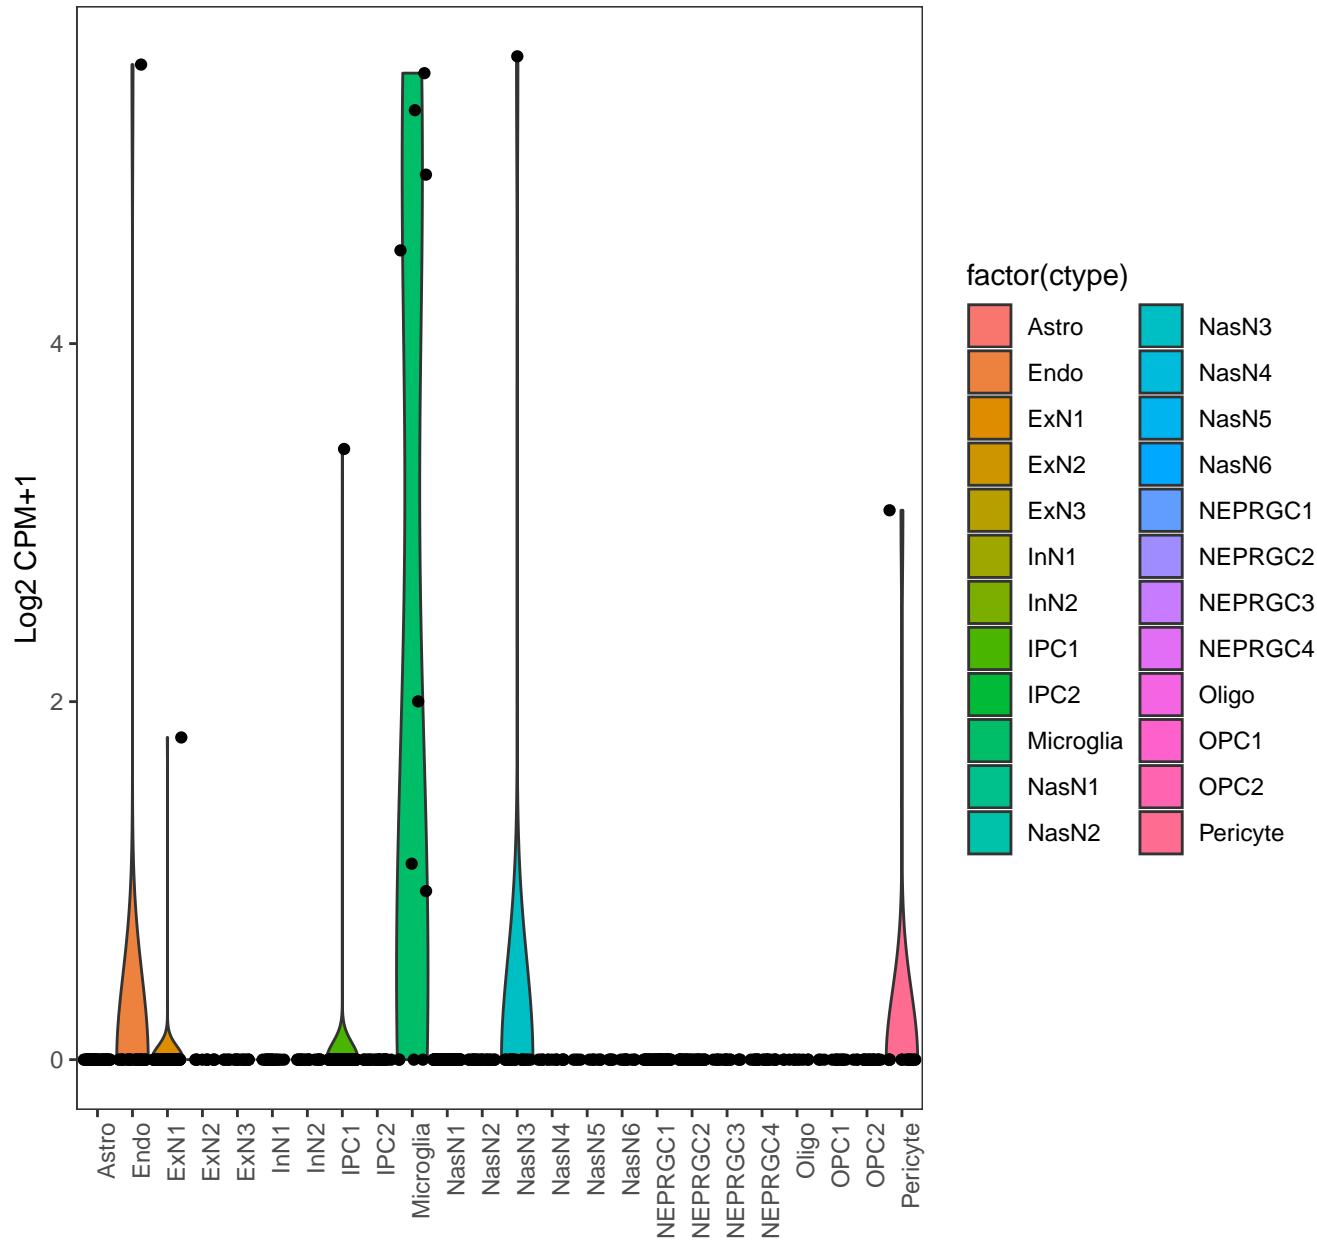 Log2 CPM+1
4
2
0
Astro
Endo
ExN1
ExN2
ExN3
InN1
InN2
IPC1
IPC2
Microglia
NasN1
NasN2
NasN3
NasN4
NasN5
NasN6
NEPRGC1
NEPRGC2
NEPRGC3
NEPRGC4
Oligo
OPC1
OPC2
Pericyte
factor(ctype)
Astro
Endo
ExN1
ExN2
ExN3
InN1
InN2
IPC1
IPC2
Microglia
NasN1
NasN2
NasN3
NasN4
NasN5
NasN6
NEPRGC1
NEPRGC2
NEPRGC3
NEPRGC4
Oligo
OPC1
OPC2
Pericyte